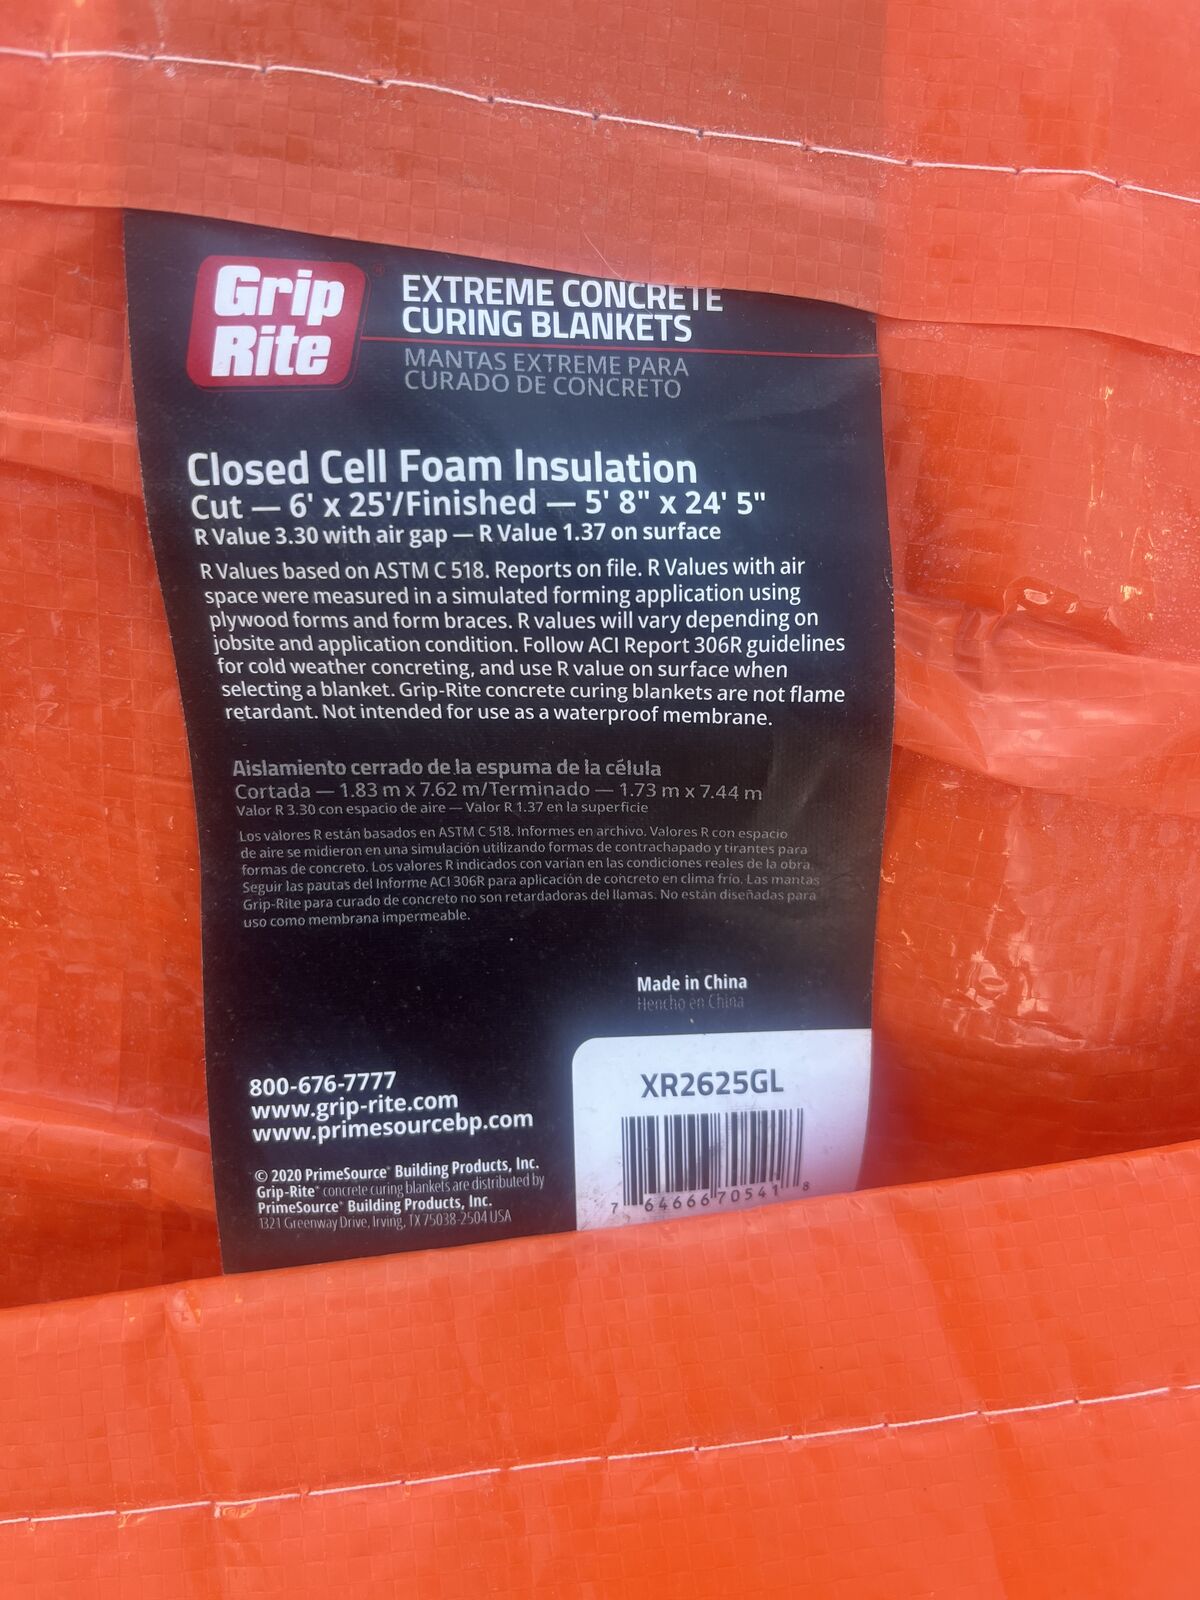 Grip
Rite®
EXTREME CONCRETE
CURING BLANKETS
MANTAS EXTREME PARA
CURADO DE CONCRETO
Closed Cell Foam Insulation
Cut — 6' x 25'/Finished — 5' 8" x 24' 5"
R Value 3.30 with air gap — R Value 1.37 on surface
R Values based on ASTM C 518. Reports on file. R Values with air
space were measured in a simulated forming application using
plywood forms and form braces. R values will vary depending on
jobsite and application condition. Follow ACI Report 306R guidelines
for cold weather concreting, and use R value on surface when
selecting a blanket. Grip-Rite concrete curing blankets are not flame
retardant. Not intended for use as a waterproof membrane.
Aislamiento cerrado de la espuma de la célula
Cortada — 1.83 m x 7.62 m/Terminado — 1.73 m x 7.44 m
Valor R 3.30 con espacio de aire — Valor R 1.37 en la superficie
Los valores R están basados en ASTM C 518. Informes en archivo. Valores R con espacio
de aire se midieron en una simulación utilizando formas de contrachapado y tirantes para
formas de concreto. Los valores R indicados con varían en las condiciones reales de la obra.
Seguir las pautas del Informe ACI 306R para aplicación de concreto en clima frío. Las mantas
Grip-Rite para curado de concreto no son retardadoras del llamas. No están diseñadas para
uso como membrana impermeable.
Made in China
Hencho en China
800-676-7777
www.grip-rite.com
www.primesourcebp.com
© 2020 PrimeSource® Building Products, Inc.
Grip-Rite® concrete curing blankets are distributed by
PrimeSource® Building Products, Inc.
1321 Greenway Drive, Irving, TX 75038-2504 USA
XR2625GL
7 64666 70541 8